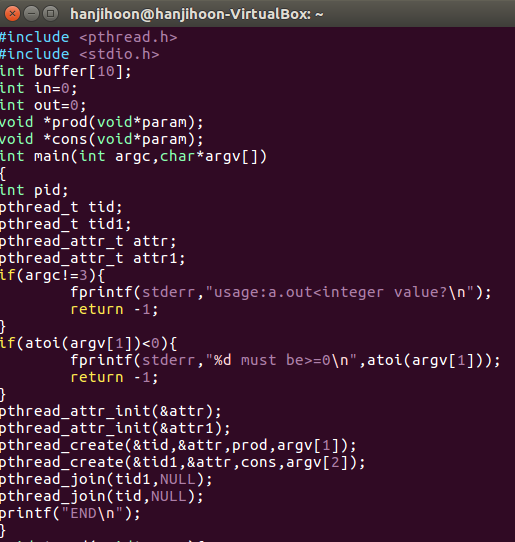 hanjihoon@hanjihoon-VirtualBox: ~
#include <pthread.h>
#include <stdio.h>
int buffer[10];
int in=0;
int out=0;
void *prod(void*param);
void *cons(void*param);
int main(int argc,char*argv[])
{
int pid;
pthread_t tid;
pthread_t tid1;
pthread_attr_t attr;
pthread_attr_t attr1;
if(argc!=3){
        fprintf(stderr,"usage:a.out<integer value?\n");
        return -1;
}
if(atoi(argv[1])<0){
        fprintf(stderr,"%d must be>=0\n",atoi(argv[1]));
        return -1;
}
pthread_attr_init(&attr);
pthread_attr_init(&attr1);
pthread_create(&tid,&attr,prod,argv[1]);
pthread_create(&tid1,&attr,cons,argv[2]);
pthread_join(tid1,NULL);
pthread_join(tid,NULL);
printf("END\n");
}